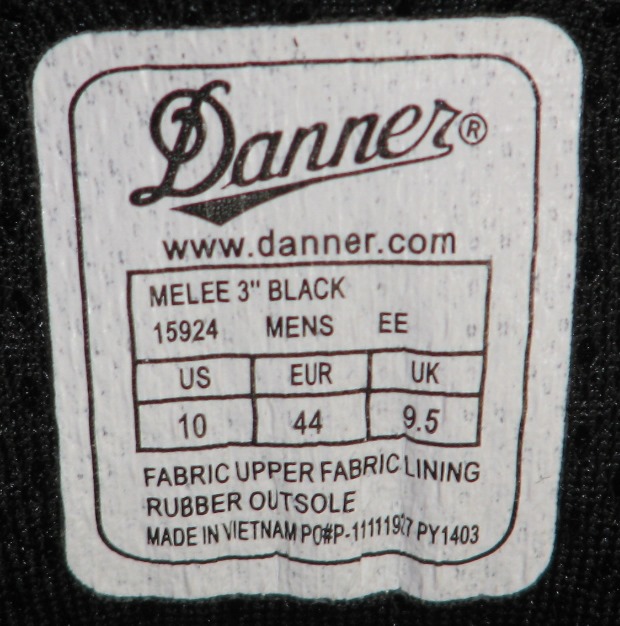 Danner®
www.danner.com
MELEE 3" BLACK
15924 MENS EE
US EUR UK
10 44 9.5
FABRIC UPPER FABRIC LINING
RUBBER OUTSOLE
MADE IN VIETNAM PO#P-11111927 PY1403